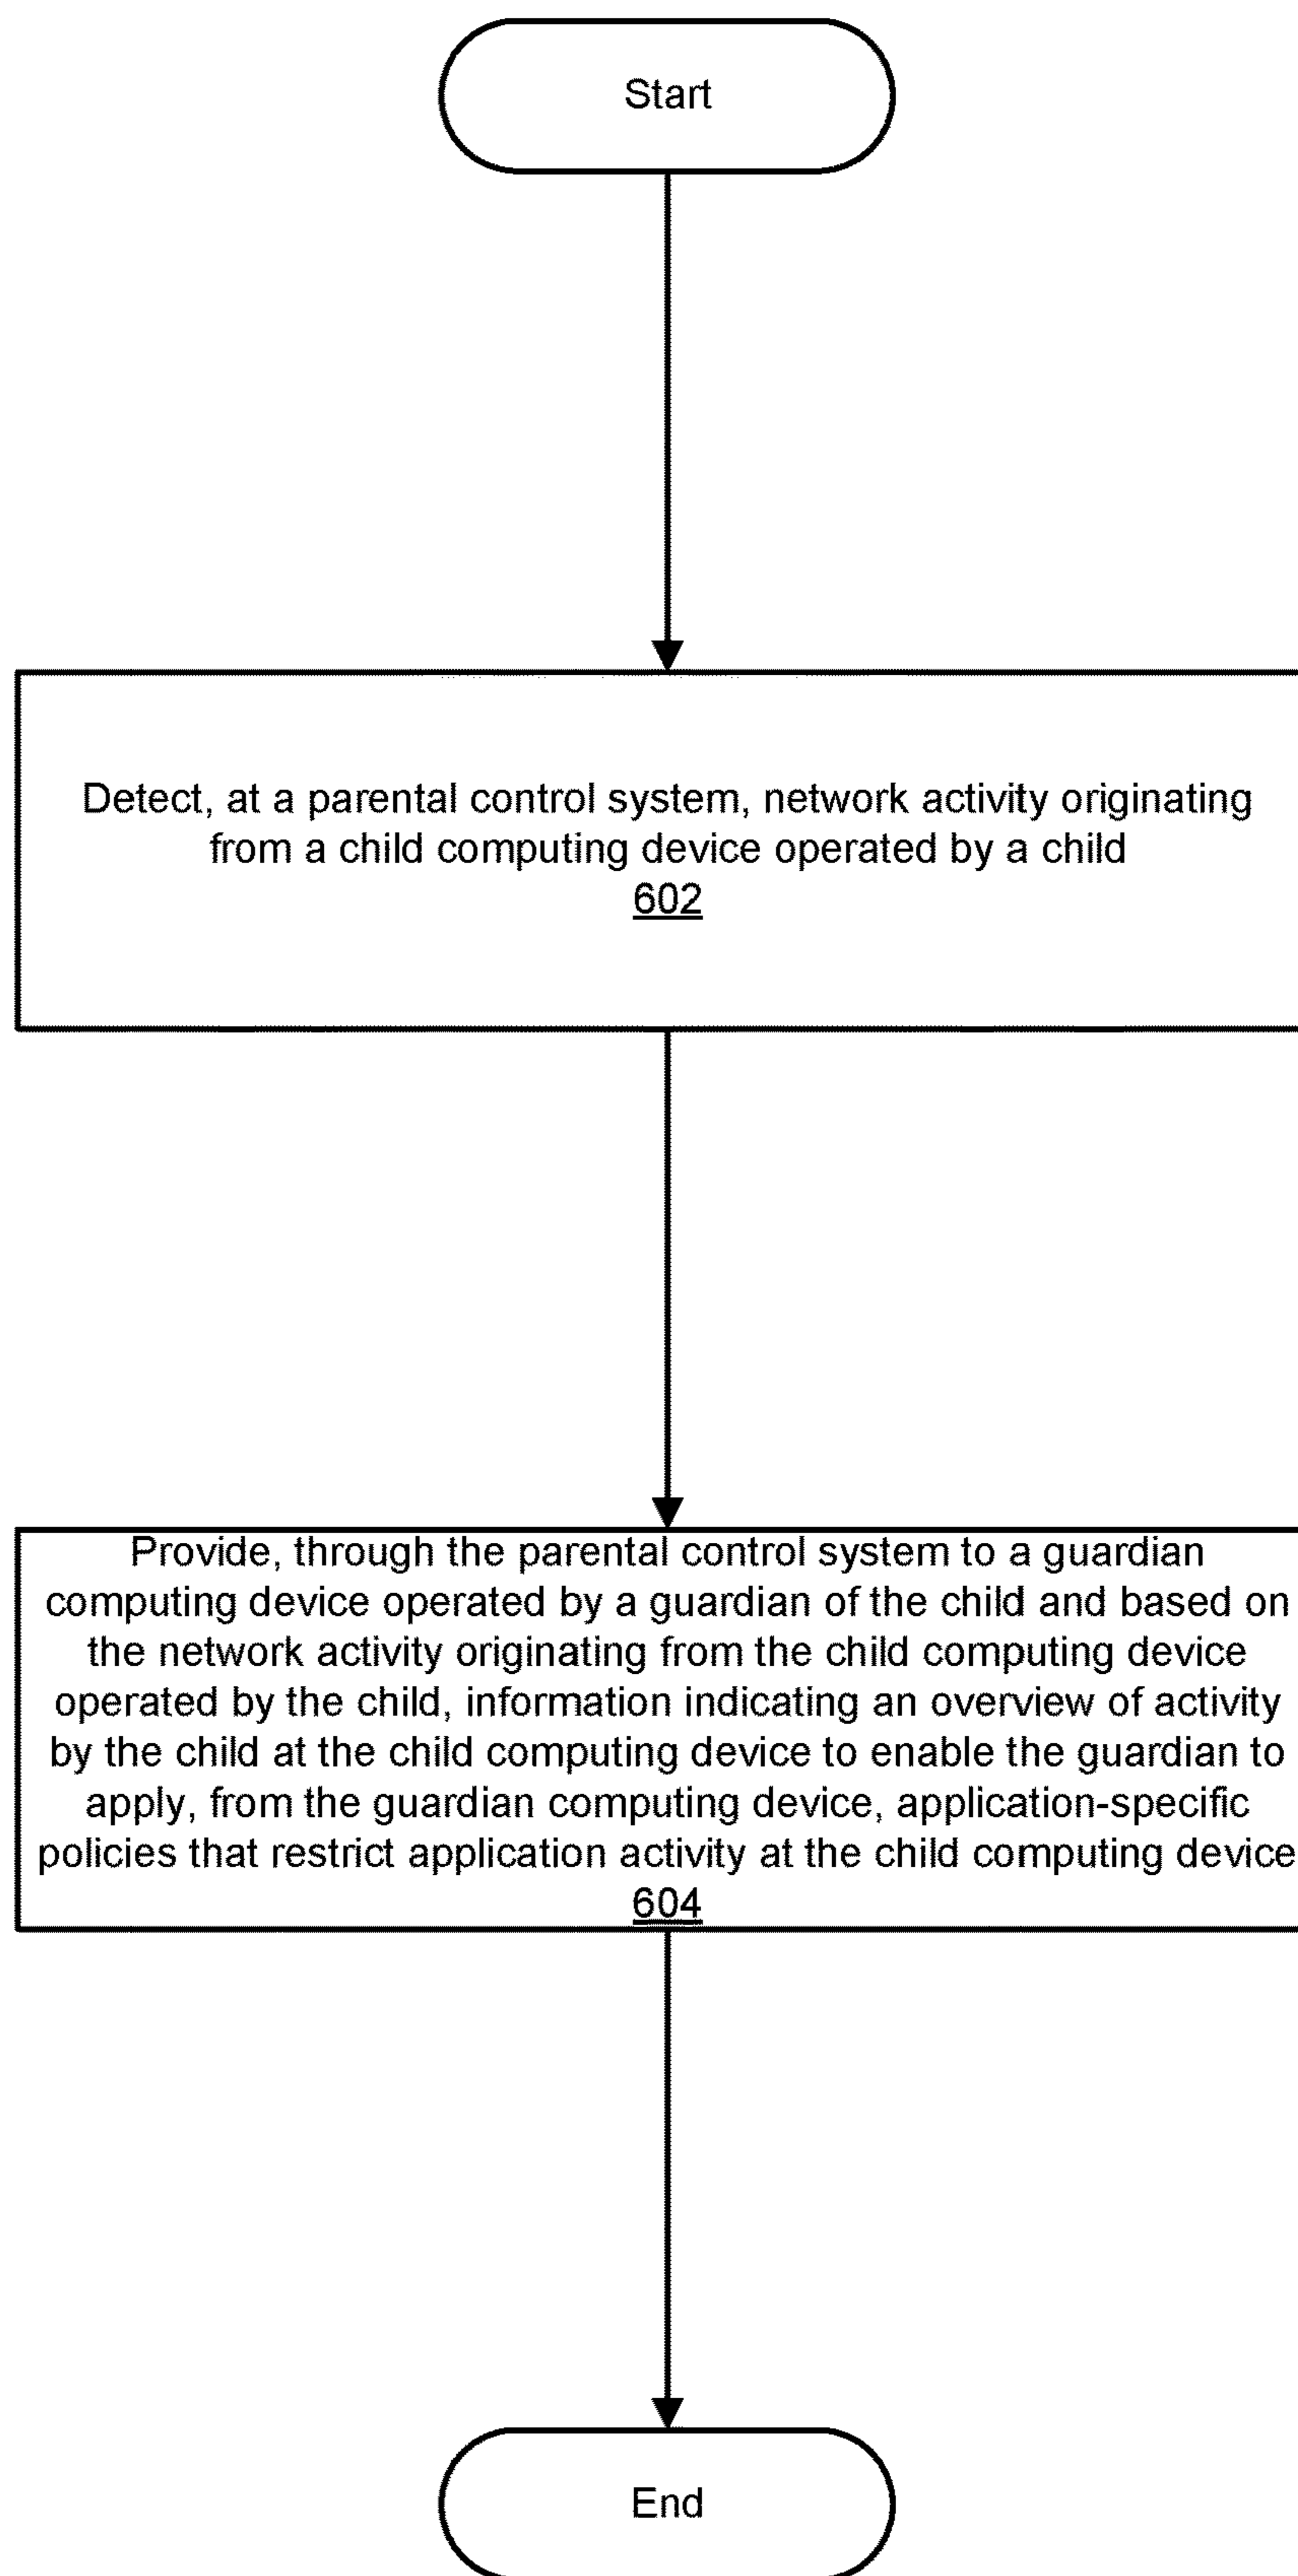 Start
Detect, at a parental control system, network activity originating
from a child computing device operated by a child
602
Provide, through the parental control system to a guardian
computing device operated by a guardian of the child and based on
the network activity originating from the child computing device
operated by the child, information indicating an overview of activity
by the child at the child computing device to enable the guardian to
apply, from the guardian computing device, application-specific
policies that restrict application activity at the child computing device
604
End